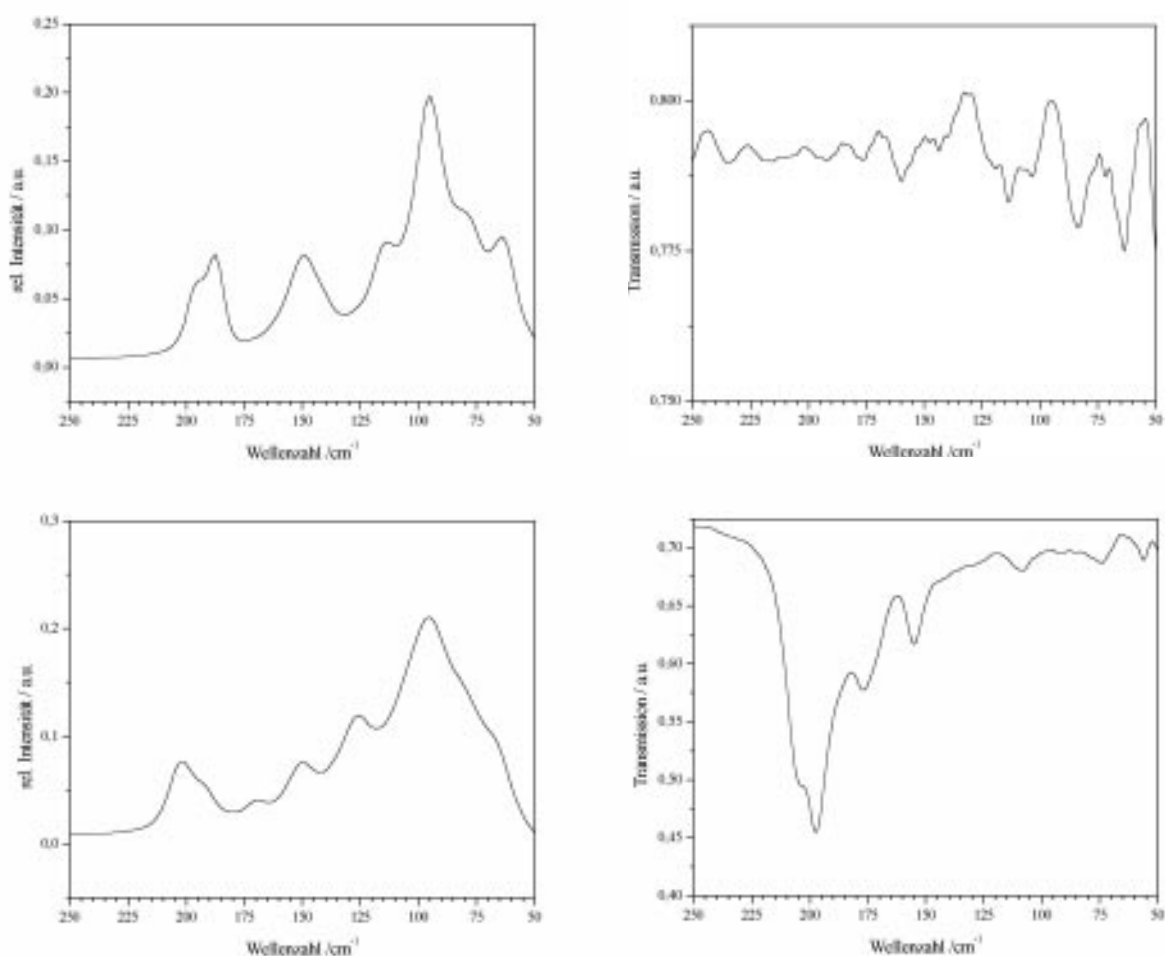 rel. Intensität / a.u.
0,25
0,20
0,15
0,10
0,05
0,00
250 225 200 175 150 125 100 75 50
Wellenzahl /cm⁻¹
Transmission / a.u.
0,800
0,775
0,750
250 225 200 175 150 125 100 75 50
Wellenzahl /cm⁻¹
rel. Intensität / a.u.
0,3
0,2
0,1
0,0
250 225 200 175 150 125 100 75 50
Wellenzahl /cm⁻¹
Transmission / a.u.
0,70
0,65
0,60
0,55
0,50
0,45
0,40
250 225 200 175 150 125 100 75 50
Wellenzahl /cm⁻¹